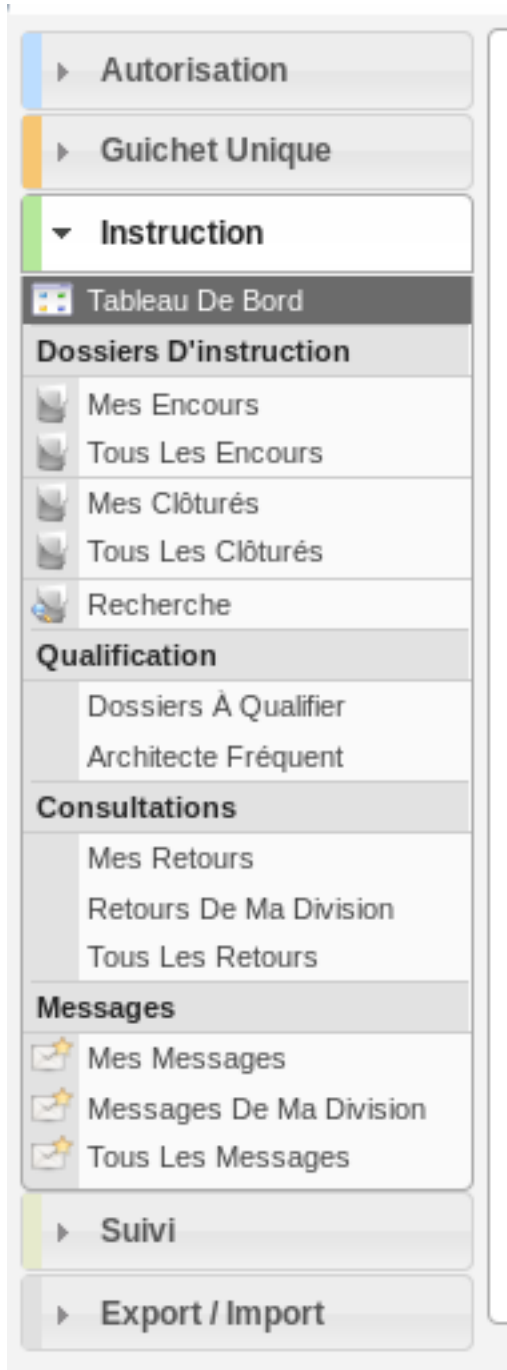 Autorisation
Guichet Unique
Instruction
Tableau De Bord
Dossiers D'instruction
Mes Encours
Tous Les Encours
Mes Clôturés
Tous Les Clôturés
Recherche
Qualification
Dossiers À Qualifier
Architecte Fréquent
Consultations
Mes Retours
Retours De Ma Division
Tous Les Retours
Messages
Mes Messages
Messages De Ma Division
Tous Les Messages
Suivi
Export / Import